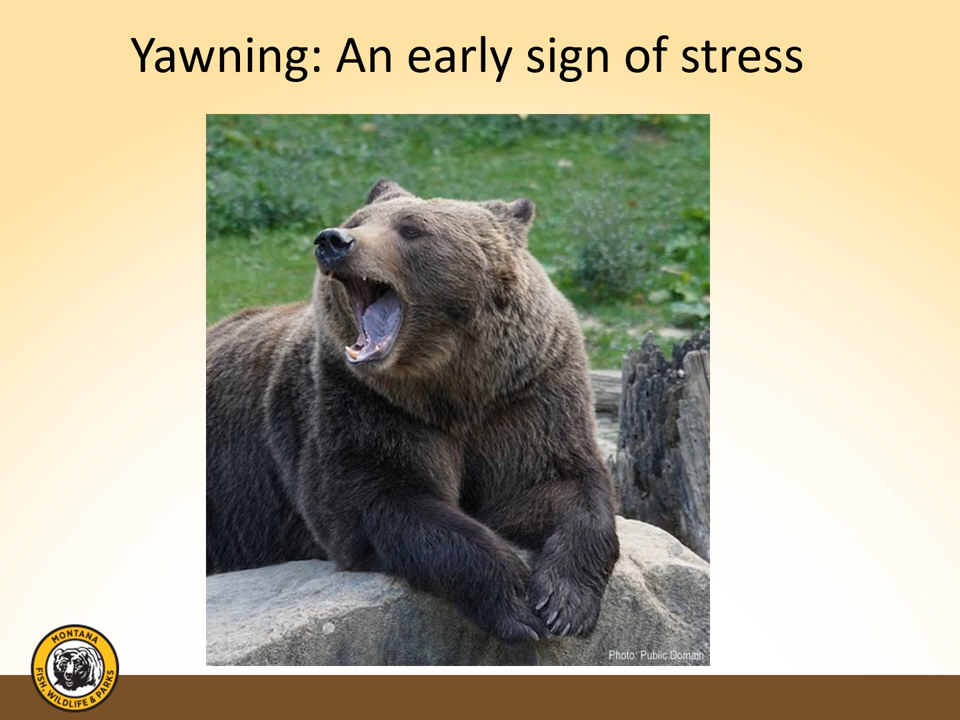 Yawning: An early sign of stress
Photo: Public Domain
MONTANA
FISH, WILDLIFE & PARKS